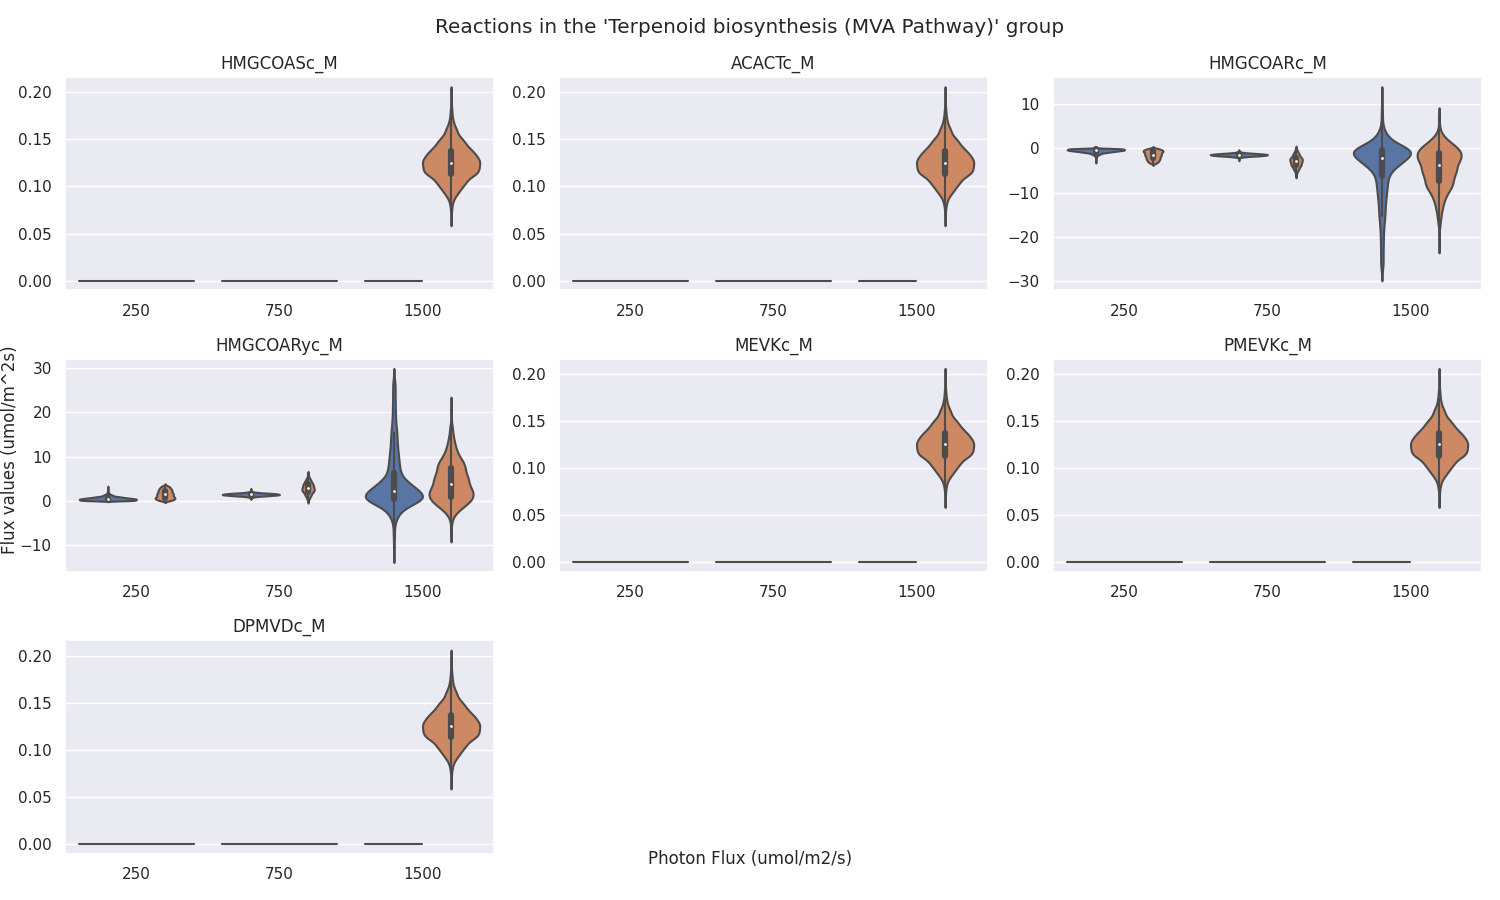 Reactions in the 'Terpenoid biosynthesis (MVA Pathway)' group
HMGCOASc_M
0.20
0.15
0.10
0.05
0.00
250 750 1500
ACACTc_M
0.20
0.15
0.10
0.05
0.00
250 750 1500
HMGCOARc_M
10
0
−10
−20
−30
250 750 1500
Flux values (umol/m^2s)
HMGCOARyc_M
30
20
10
0
−10
250 750 1500
MEVKc_M
0.20
0.15
0.10
0.05
0.00
250 750 1500
PMEVKc_M
0.20
0.15
0.10
0.05
0.00
250 750 1500
DPMVDc_M
0.20
0.15
0.10
0.05
0.00
250 750 1500
Photon Flux (umol/m2/s)